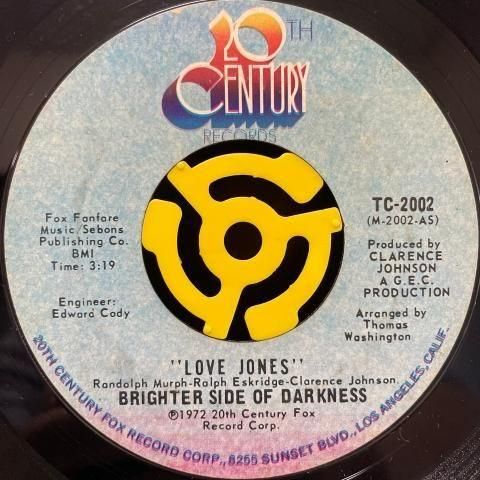 20TH
CENTURY
RECORDS
Fox Fanfare
Music/Sebons
Publishing Co.
BMI
Time: 3:19
Engineer:
Edward Cody
TC-2002
(M-2002-AS)
Produced by
CLARENCE
JOHNSON
A G.E.C.
PRODUCTION
Arranged by
Thomas
Washington
"LOVE JONES"
Randolph Murph-Ralph Eskridge-Clarence Johnson
BRIGHTER SIDE OF DARKNESS
℗1972 20th Century Fox
Record Corp.
20TH CENTURY FOX RECORD CORP., 8255 SUNSET BLVD., LOS ANGELES, CALIF.